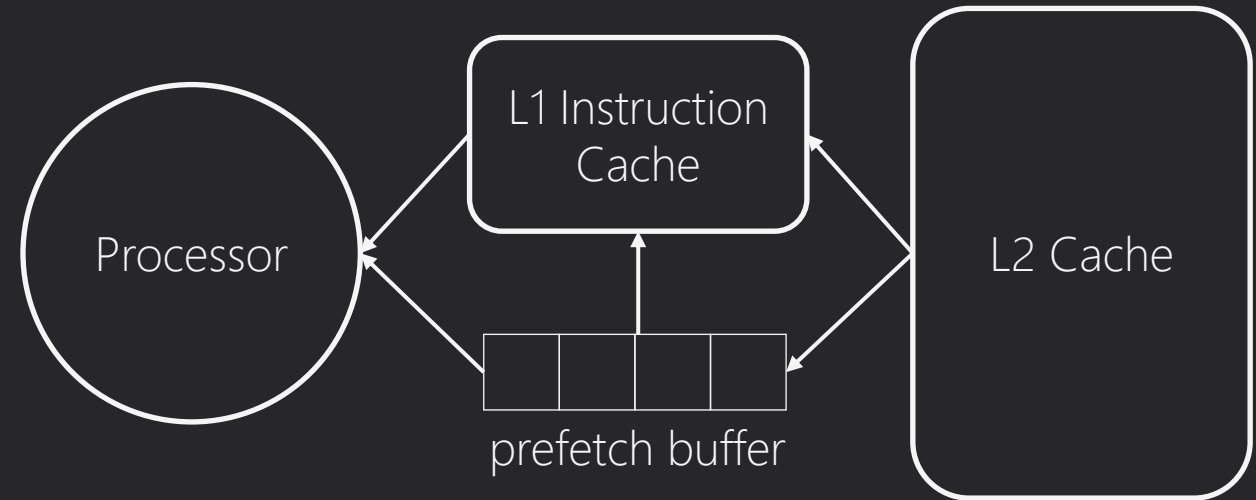 Processor
L1 Instruction
Cache
L2 Cache
prefetch buffer